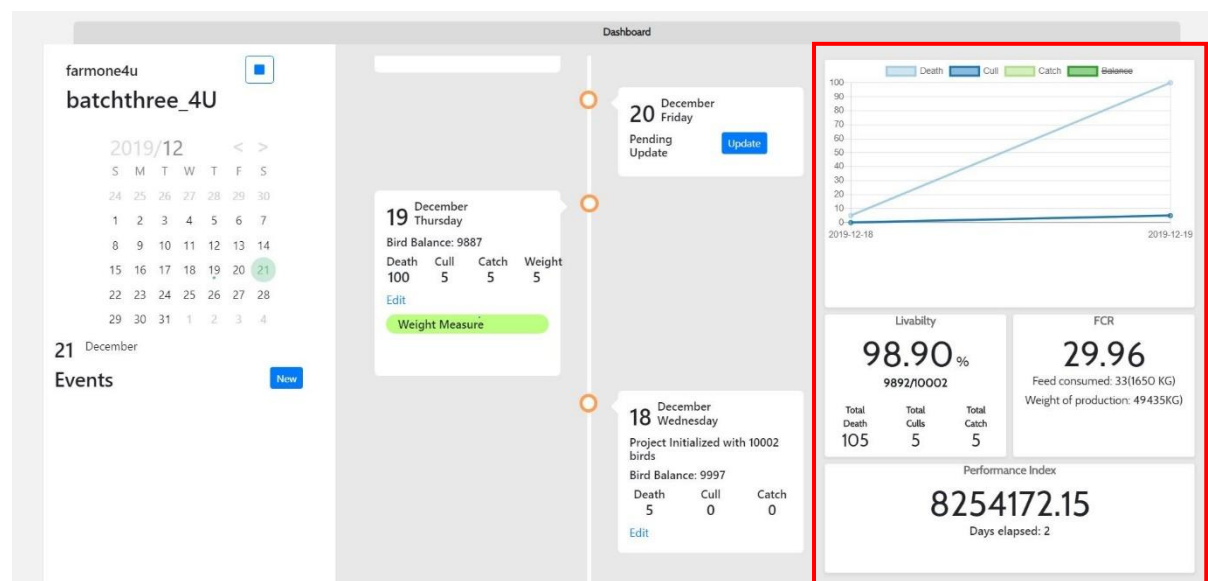 Dashboard
farmone4u
batchthree_4U
2019/12 < >
S M T W T F S
24 25 26 27 28 29 30
1 2 3 4 5 6 7
8 9 10 11 12 13 14
15 16 17 18 19 20 21
22 23 24 25 26 27 28
29 30 31 1 2 3 4
21 December
Events New
20 December
Friday
Pending
Update
Update
19 December
Thursday
Bird Balance: 9887
Death Cull Catch Weight
100 5 5 5
Edit
Weight Measure
18 December
Wednesday
Project Initialized with 10002
birds
Bird Balance: 9997
Death Cull Catch
5 0 0
Edit
Death Cull Catch Balance
100
90
80
70
60
50
40
30
20
10
0
2019-12-18 2019-12-19
Livabilty
98.90 %
9892/10002
Total Total Total
Death Culls Catch
105 5 5
FCR
29.96
Feed consumed: 33(1650 KG)
Weight of production: 49435KG)
Performance Index
8254172.15
Days elapsed: 2